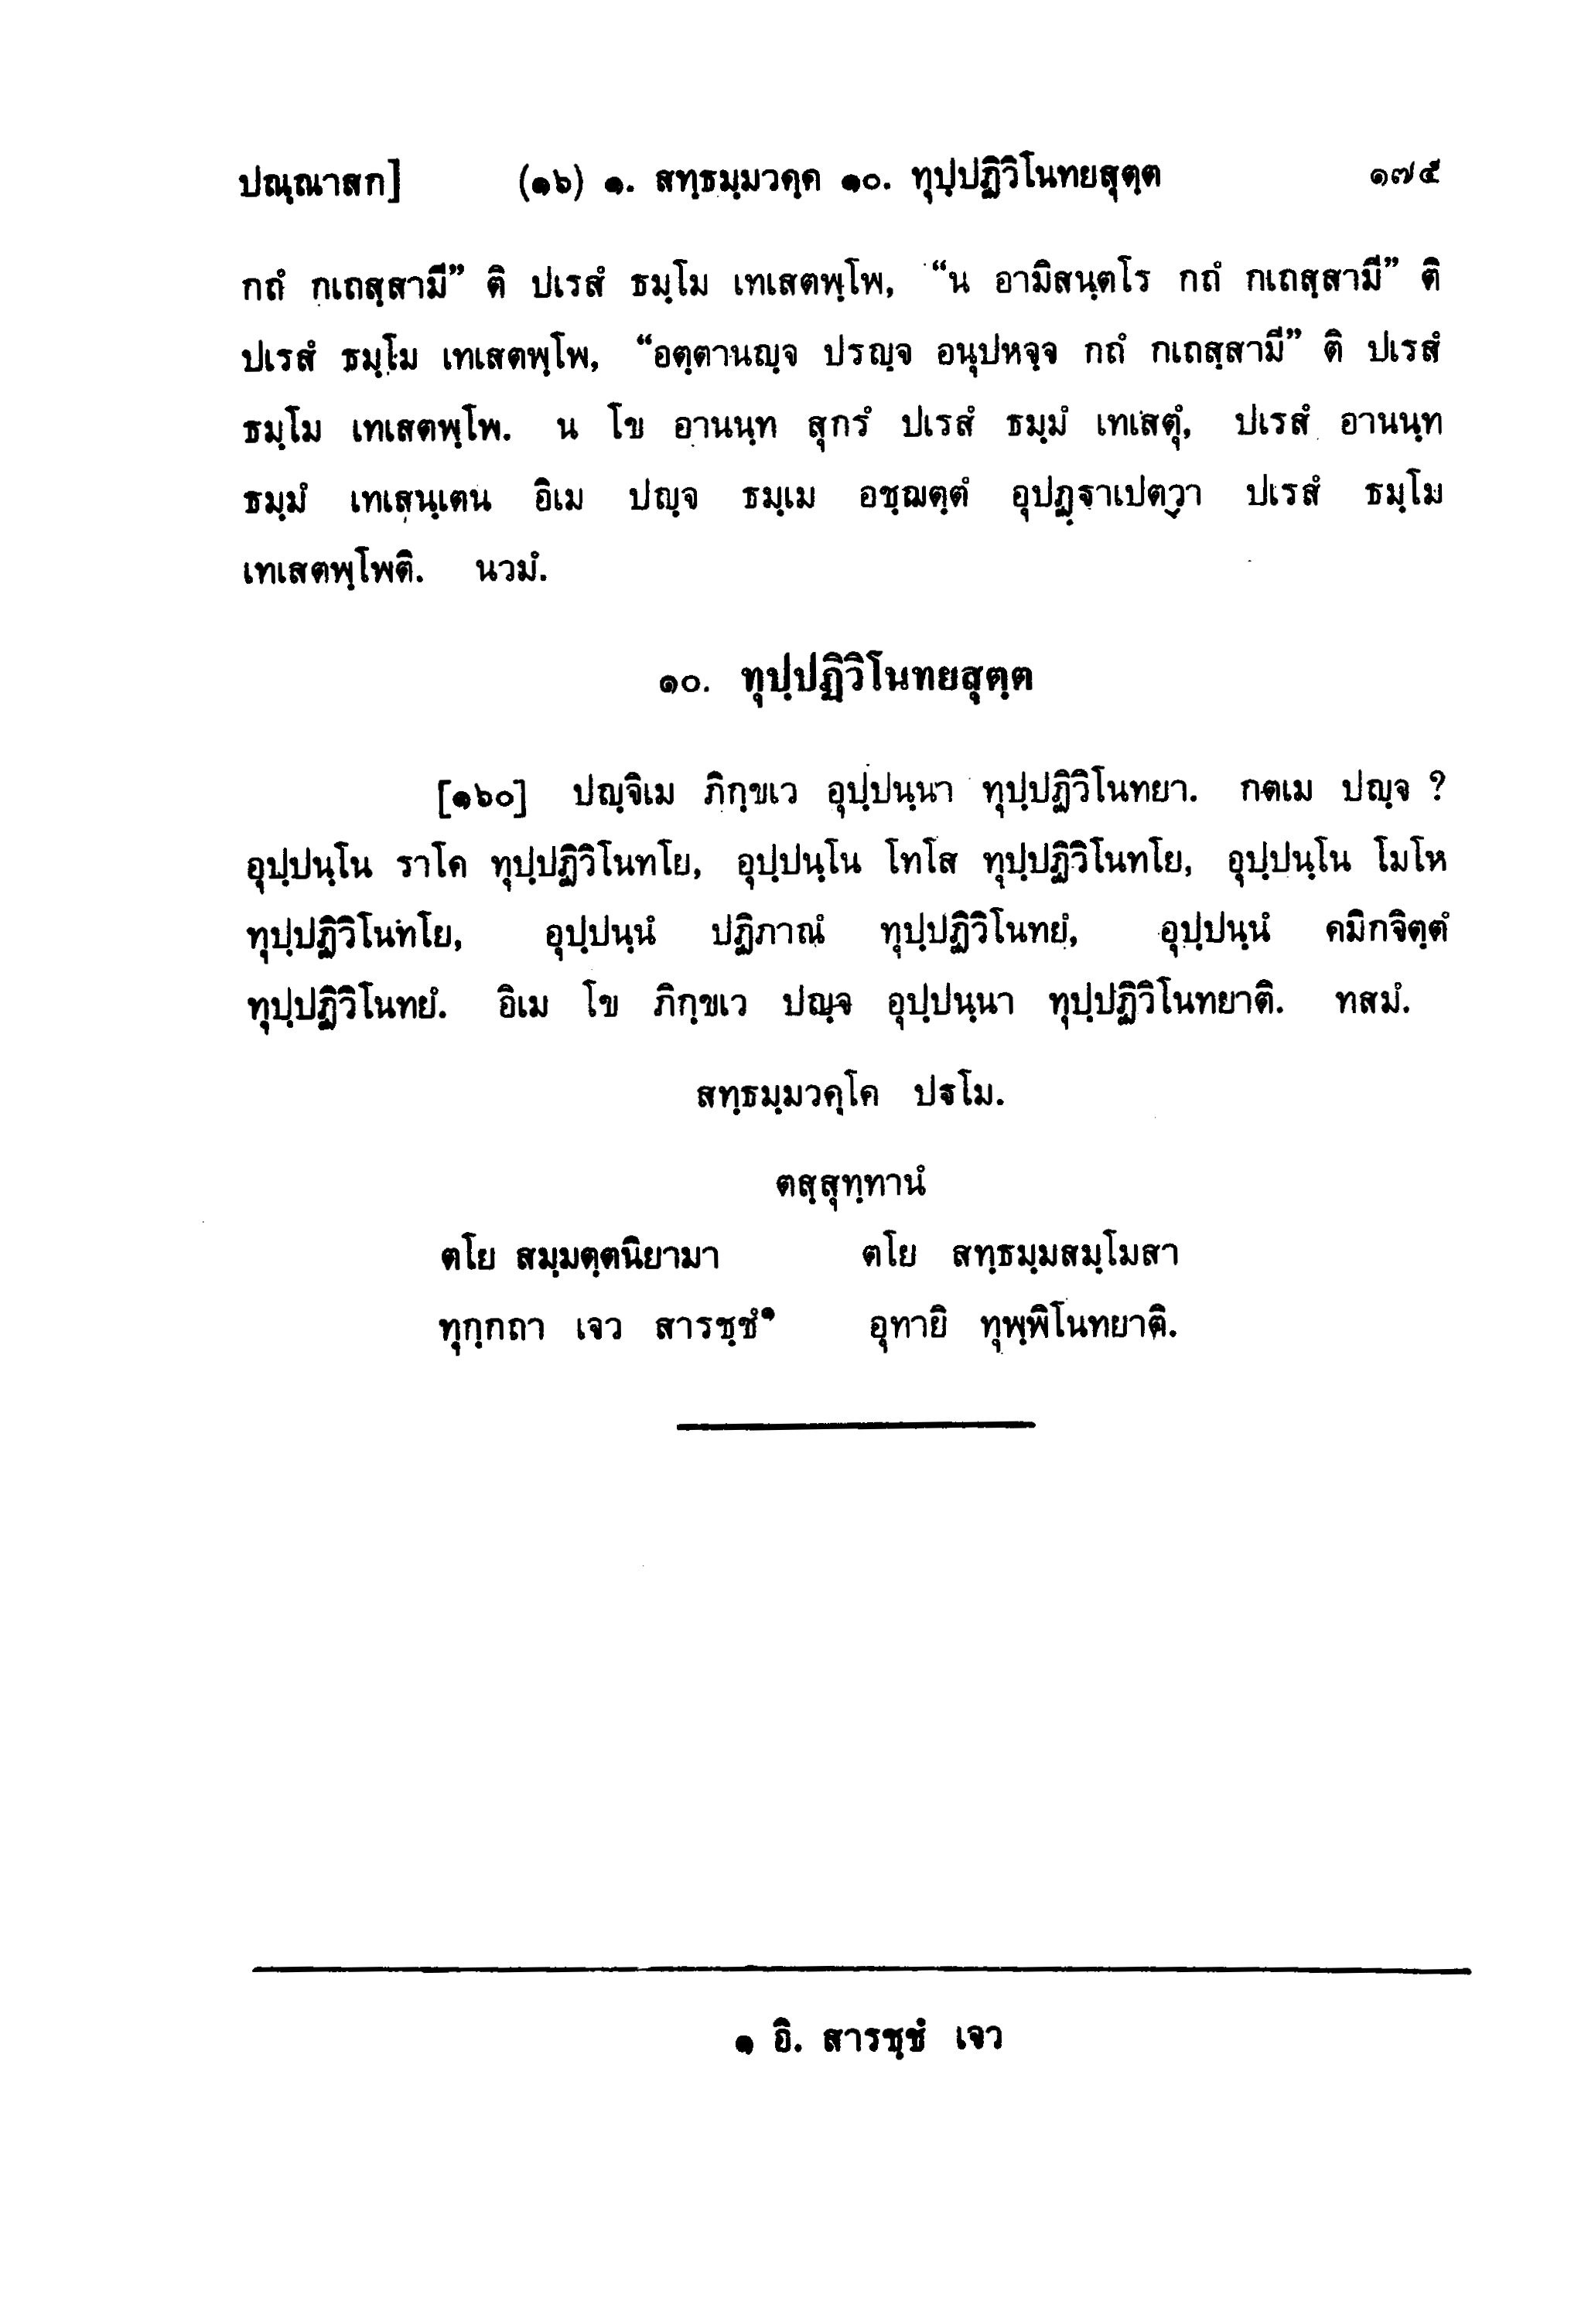 ปณฺณาสก] (๑๖) ๑. สทฺธมฺมวคฺค ๑๐. ทุปฺปฏิวิโนทยสุตฺต ๑๗๕
กถํ กเถสฺสามี” ติ ปเรสํ ธมฺโม เทเสตพฺโพ, “น อามิสนฺตโร กถํ กเถสฺสามี” ติ
ปเรสํ ธมฺโม เทเสตพฺโพ, “อตฺตานญฺจ ปรญฺจ อนุปหจฺจ กถํ กเถสฺสามี” ติ ปเรสํ
ธมฺโม เทเสตพฺโพ. น โข อานนฺท สุกรํ ปเรสํ ธมฺมํ เทเสตุํ, ปเรสํ อานนฺท
ธมฺมํ เทเสนฺเตน อิเม ปญฺจ ธมฺเม อชฺฌตฺตํ อุปฏฺฐาเปตฺวา ปเรสํ ธมฺโม
เทเสตพฺโพติ. นวมํ.
๑๐. ทุปฺปฏิวิโนทยสุตฺต
[๑๖๐] ปญฺจิเม ภิกฺขเว อุปฺปนฺนา ทุปฺปฏิวิโนทยา. กตเม ปญฺจ ?
อุปฺปนฺโน ราโค ทุปฺปฏิวิโนทโย, อุปฺปนฺโน โทโส ทุปฺปฏิวิโนทโย, อุปฺปนฺโน โมโห
ทุปฺปฏิวิโนทโย, อุปฺปนฺนํ ปฏิภาณํ ทุปฺปฏิวิโนทยํ, อุปฺปนฺนํ คมิกจิตฺตํ
ทุปฺปฏิวิโนทยํ. อิเม โข ภิกฺขเว ปญฺจ อุปฺปนฺนา ทุปฺปฏิวิโนทยาติ. ทสมํ.
สทฺธมฺมวคฺโค ปฐโม.
ตสฺสุทฺทานํ
ตโย สมฺมตฺตนิยามา ตโย สทฺธมฺมสมฺโมสา
ทุกฺกถา เจว สารชฺชํ๑ อุทายิ ทุพฺพิโนทยาติ.
๑ อิ. สารชฺชํ เจว